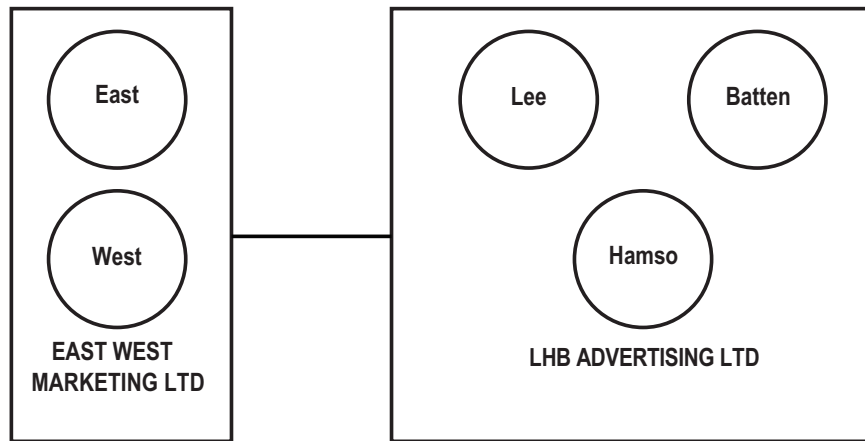 East
West
EAST WEST
MARKETING LTD
Lee
Batten
Hamso
LHB ADVERTISING LTD